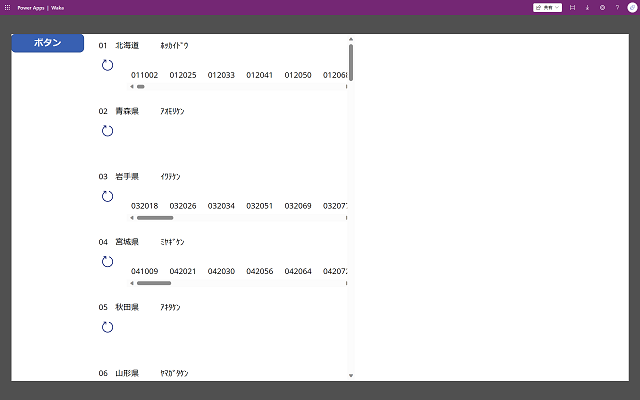 Power Apps | Waka
共有
ボタン
01 北海道 ﾎｯｶｲﾄﾞｳ
011002 012025 012033 012041 012050 01206
02 青森県 ｱｵﾓﾘｹﾝ
03 岩手県 ｲﾜﾃｹﾝ
032018 032026 032034 032051 032069 03207
04 宮城県 ﾐﾔｷﾞｹﾝ
041009 042021 042030 042056 042064 04207
05 秋田県 ｱｷﾀｹﾝ
06 山形県 ﾔﾏｶﾞﾀｹﾝ